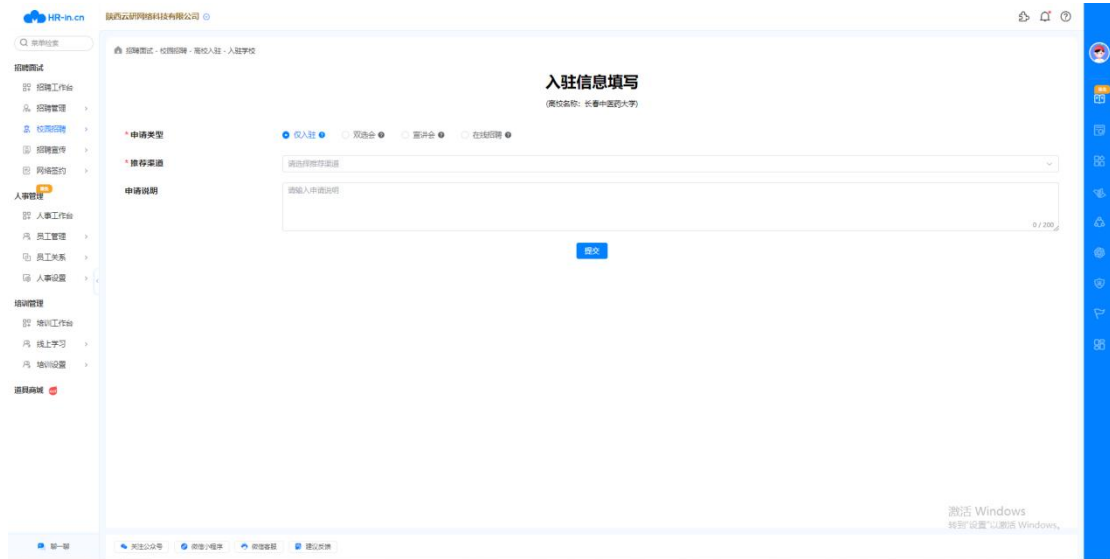 HR-in.cn
陕西云研网络科技有限公司
菜单检索
招聘面试 - 校园招聘 - 高校入驻 - 入驻学校
招聘面试
招聘工作台
招聘管理
校园招聘
招聘宣传
网络签约
人事管理
人事工作台
员工管理
员工关系
人事设置
培训管理
培训工作台
线上学习
培训设置
道具商城
聊一聊
入驻信息填写
(高校名称：长春中医药大学)
*申请类型
仅入驻
双选会
宣讲会
在线招聘
*推荐渠道
请选择推荐渠道
申请说明
请输入申请说明
0 / 200
提交
激活 Windows
转到"设置"以激活 Windows。
关注公众号
微信小程序
微信客服
建议反馈